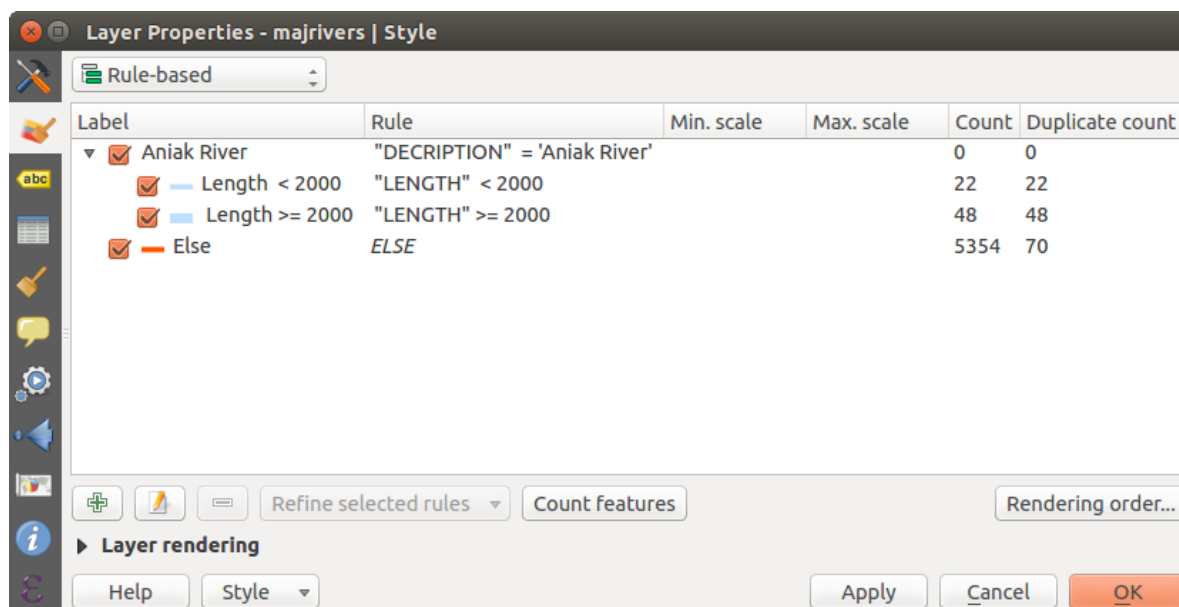 Layer Properties - majrivers | Style
Rule-based
Label Rule Min. scale Max. scale Count Duplicate count
Aniak River "DECRIPTION" = 'Aniak River' 0 0
abc
Length < 2000 "LENGTH" < 2000 22 22
Length >= 2000 "LENGTH" >= 2000 48 48
Else ELSE 5354 70
Refine selected rules Count features Rendering order...
Layer rendering
Help Style Apply Cancel OK